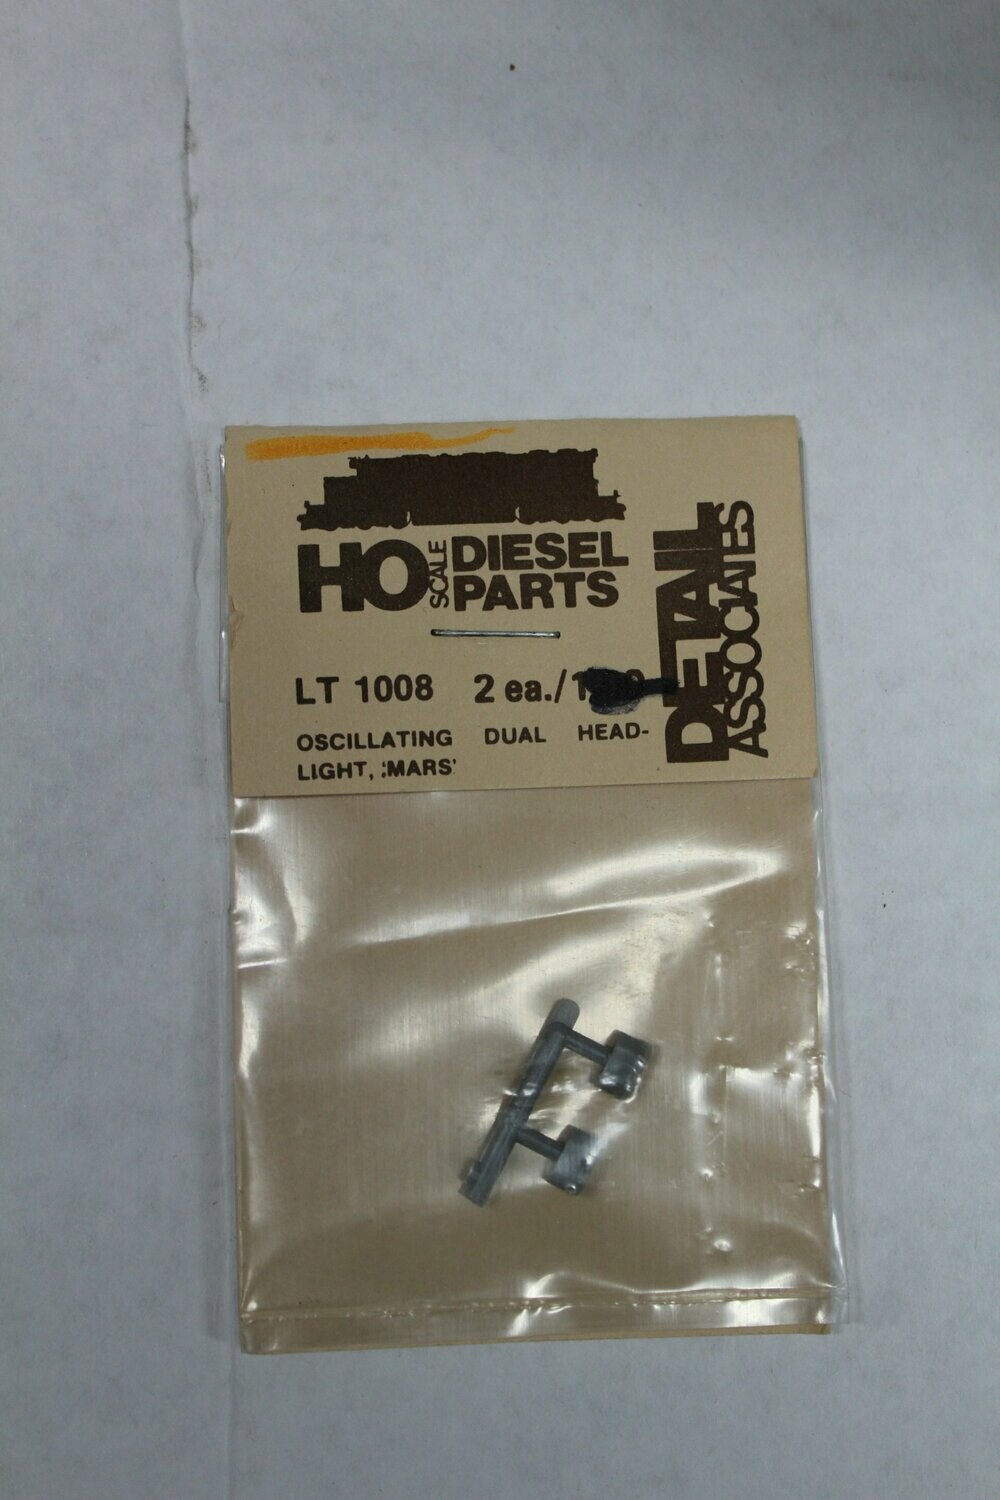 HO SCALE DIESEL PARTS
LT 1008 2 ea./
OSCILLATING DUAL HEAD-
LIGHT, 'MARS'
DETAIL
ASSOCIATES